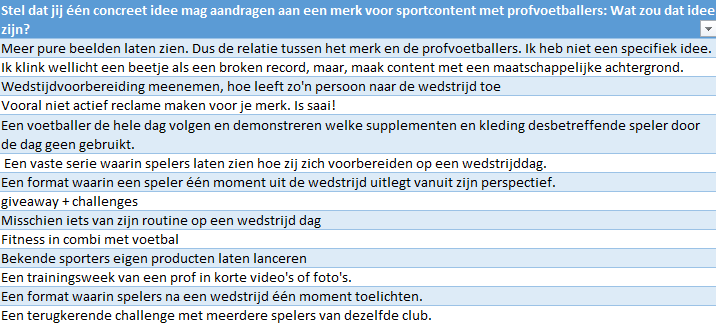 Stel dat jij één concreet idee mag aandragen aan een merk voor sportcontent met profvoetballers: Wat zou dat idee
zijn?
Meer pure beelden laten zien. Dus de relatie tussen het merk en de profvoetballers. Ik heb niet een specifiek idee.
Ik klink wellicht een beetje als een broken record, maar, maak content met een maatschappelijke achtergrond.
Wedstijdvoorbereiding meenemen, hoe leeft zo'n persoon naar de wedstrijd toe
Vooral niet actief reclame maken voor je merk. Is saai!
Een voetballer de hele dag volgen en demonstreren welke supplementen en kleding desbetreffende speler door
de dag geen gebruikt.
Een vaste serie waarin spelers laten zien hoe zij zich voorbereiden op een wedstrijddag.
Een format waarin een speler één moment uit de wedstrijd uitlegt vanuit zijn perspectief.
giveaway + challenges
Misschien iets van zijn routine op een wedstrijd dag
Fitness in combi met voetbal
Bekende sporters eigen producten laten lanceren
Een trainingsweek van een prof in korte video's of foto's.
Een format waarin spelers na een wedstrijd één moment toelichten.
Een terugkerende challenge met meerdere spelers van dezelfde club.